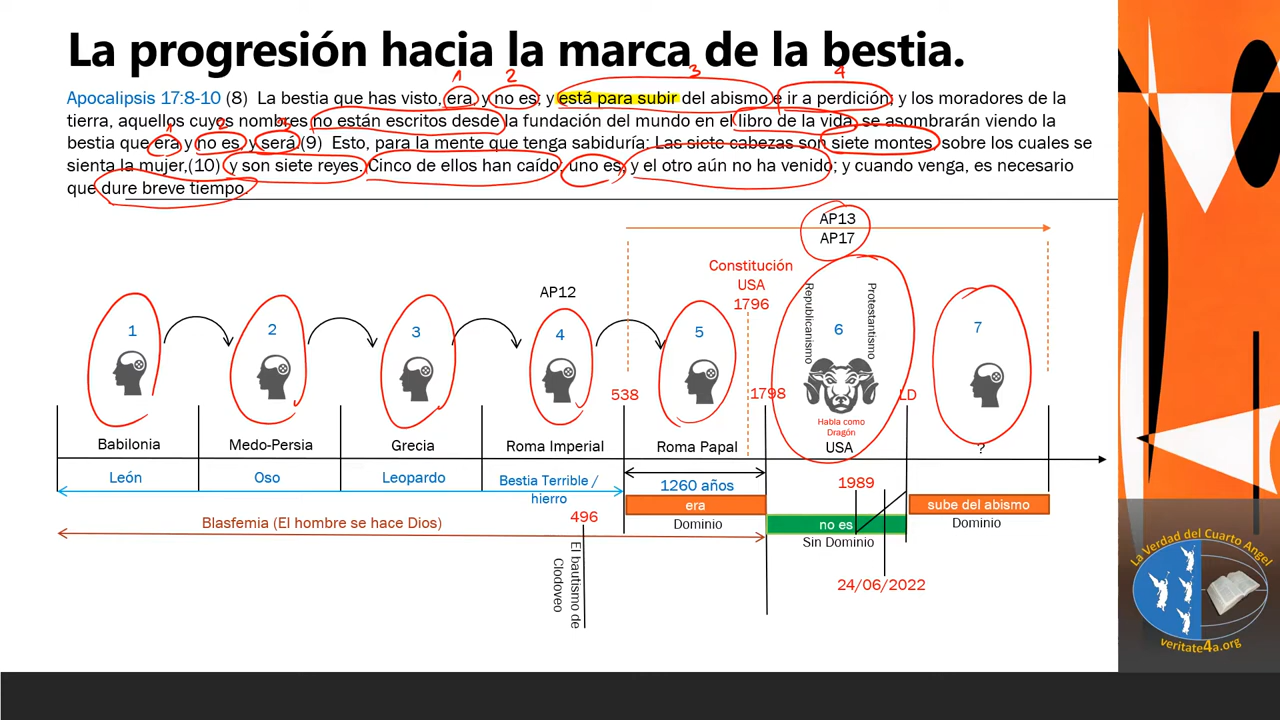 La progresión hacia la marca de la bestia.
1 2 3 4
Apocalipsis 17:8-10 (8) La bestia que has visto, era, y no es, y está para subir del abismo e ir a perdición, y los moradores de la
tierra, aquellos cuyos nombres no están escritos desde la fundación del mundo en el libro de la vida, se asombrarán viendo la
1 2 3
bestia que era y no es, y será (9) Esto, para la mente que tenga sabiduría: Las siete cabezas son siete montes, sobre los cuales se
sienta la mujer,(10) y son siete reyes. Cinco de ellos han caído; uno es, y el otro aún no ha venido; y cuando venga, es necesario
que dure breve tiempo.
AP13
AP17
Constitución
USA
1796
AP12
Republicanismo
Protestantismo
1 2 3 4 5 6 7
538 1798 LD
Habla como
Dragón
Babilonia Medo-Persia Grecia Roma Imperial Roma Papal USA ?
León Oso Leopardo Bestia Terrible /
hierro
1260 años
1989
era
Dominio
no es
Sin Dominio
sube del abismo
Dominio
496
Blasfemia (El hombre se hace Dios)
El bautismo de
Clodoveo
24/06/2022
La Verdad del Cuarto Angel
veritate4a.org